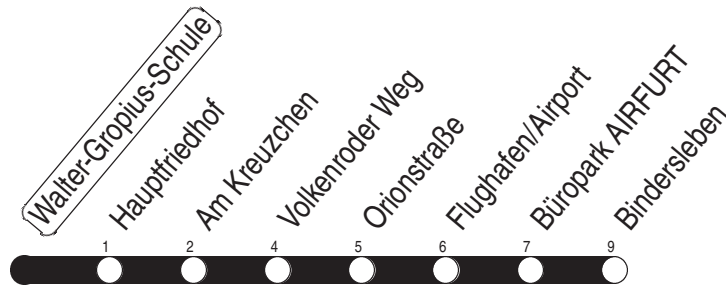 Walter-Gropius-Schule
Hauptfriedhof
Am Kreuzchen
Volkenroder Weg
Orionstraße
Flughafen/Airport
Büropark AIRFURT
Bindersleben
1 2 4 5 6 7 9